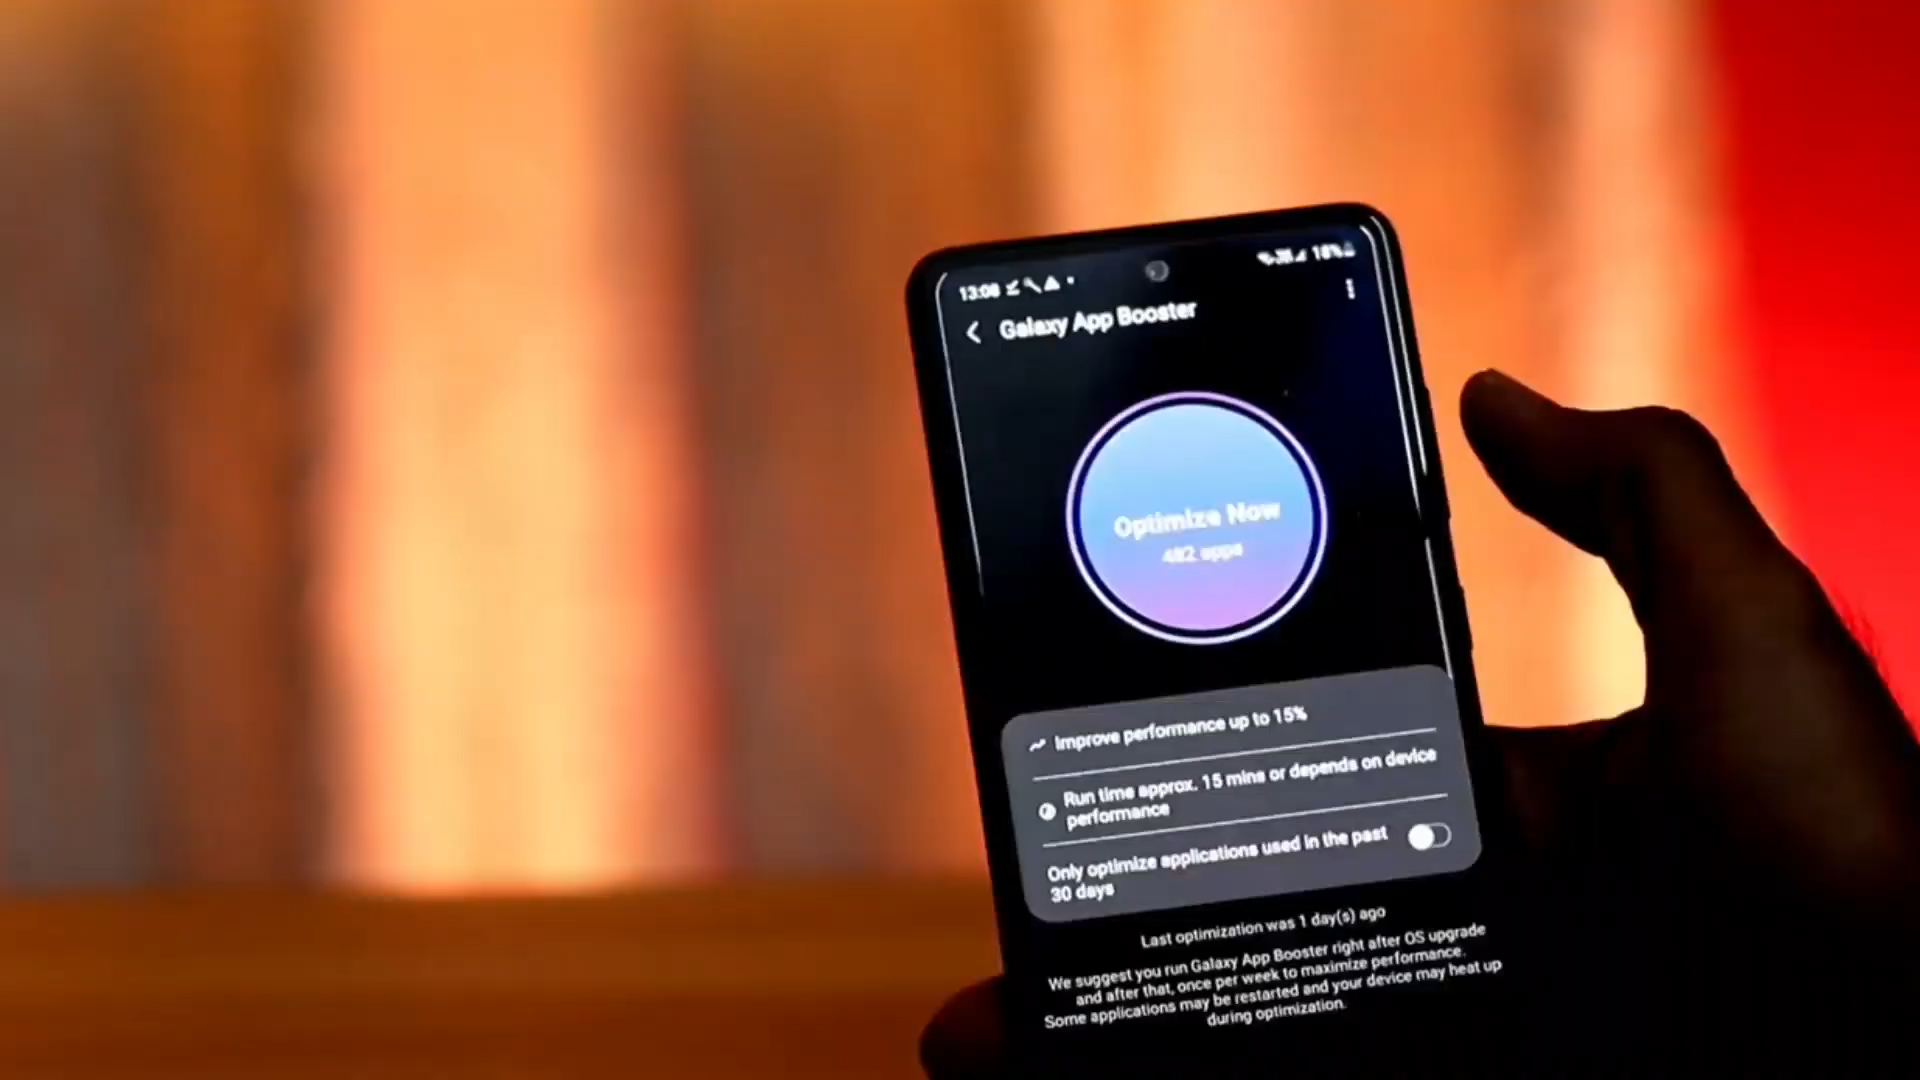 13:08 18%
Galaxy App Booster
Optimize Now
482 apps
Improve performance up to 15%
Run time approx. 15 mins or depends on device
performance
Only optimize applications used in the past
30 days
Last optimization was 1 day(s) ago
We suggest you run Galaxy App Booster right after OS upgrade
and after that, once per week to maximize performance.
Some applications may be restarted and your device may heat up
during optimization.